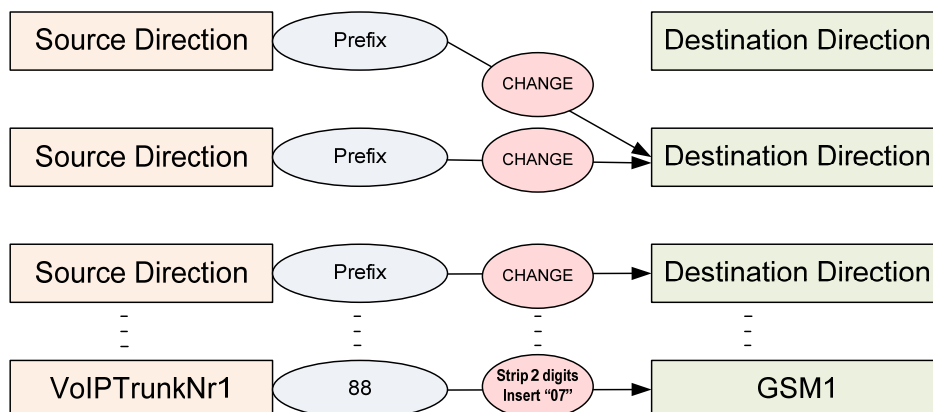 Source Direction Prefix Destination Direction
CHANGE
Source Direction Prefix CHANGE Destination Direction
Source Direction Prefix CHANGE Destination Direction
VoIPTrunkNr1 88 Strip 2 digits GSM1
Insert “07”